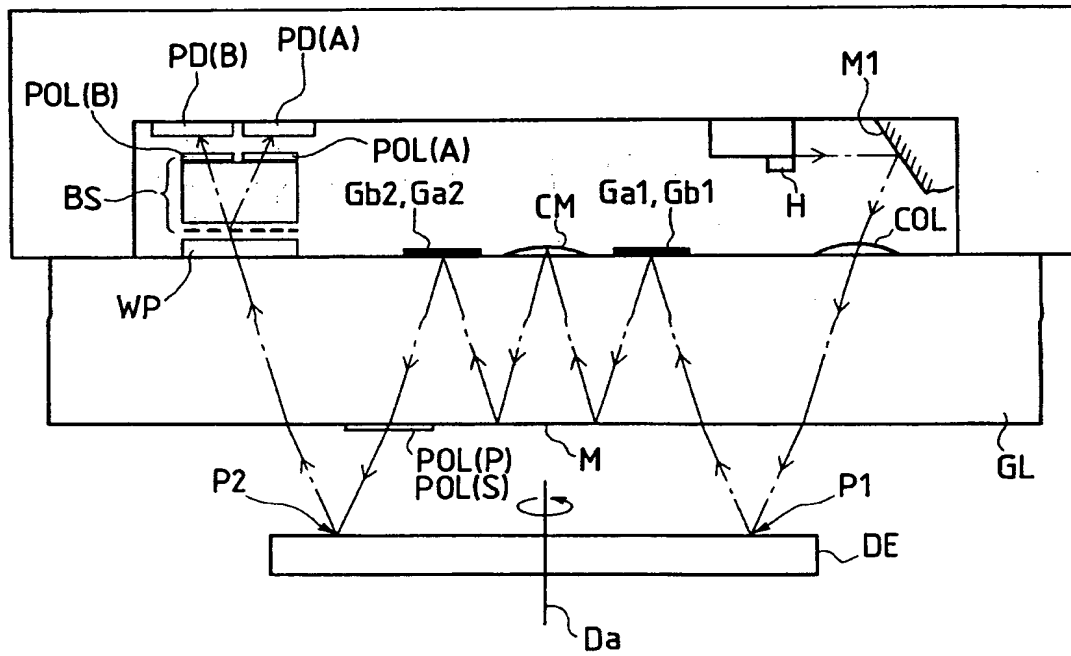 PD(B)
PD(A)
M1
POL(B)
POL(A)
BS
Gb2, Ga2
CM
Ga1, Gb1
H
COL
WP
POL(P)
POL(S)
M
GL
P2
P1
DE
Da